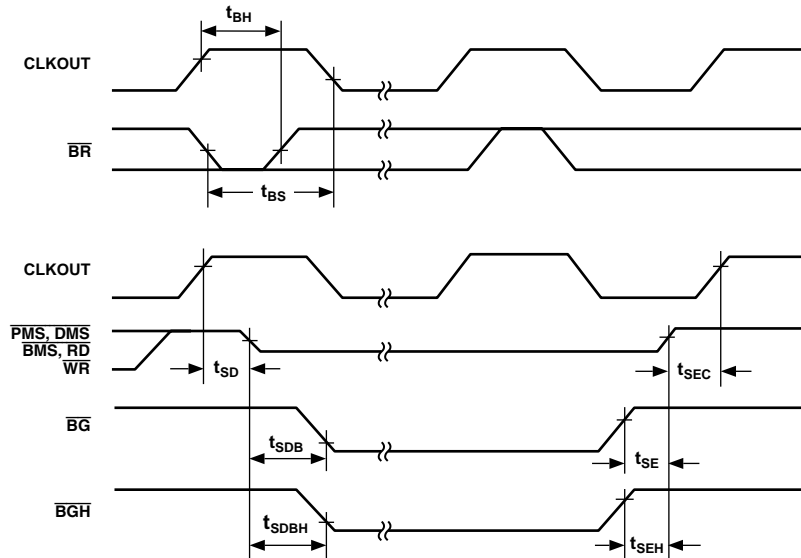 tBH
CLKOUT
BR
tBS
CLKOUT
PMS, DMS
BMS, RD
WR
tSD
tSEC
BG
tSDB
tSE
BGH
tSDBH
tSEH